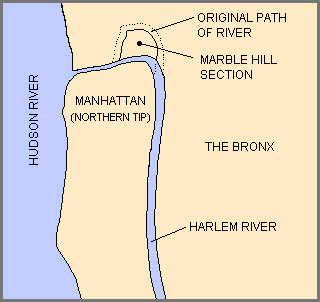 ORIGINAL PATH
OF RIVER
MARBLE HILL
SECTION
MANHATTAN
(NORTHERN TIP)
HUDSON RIVER
THE BRONX
HARLEM RIVER